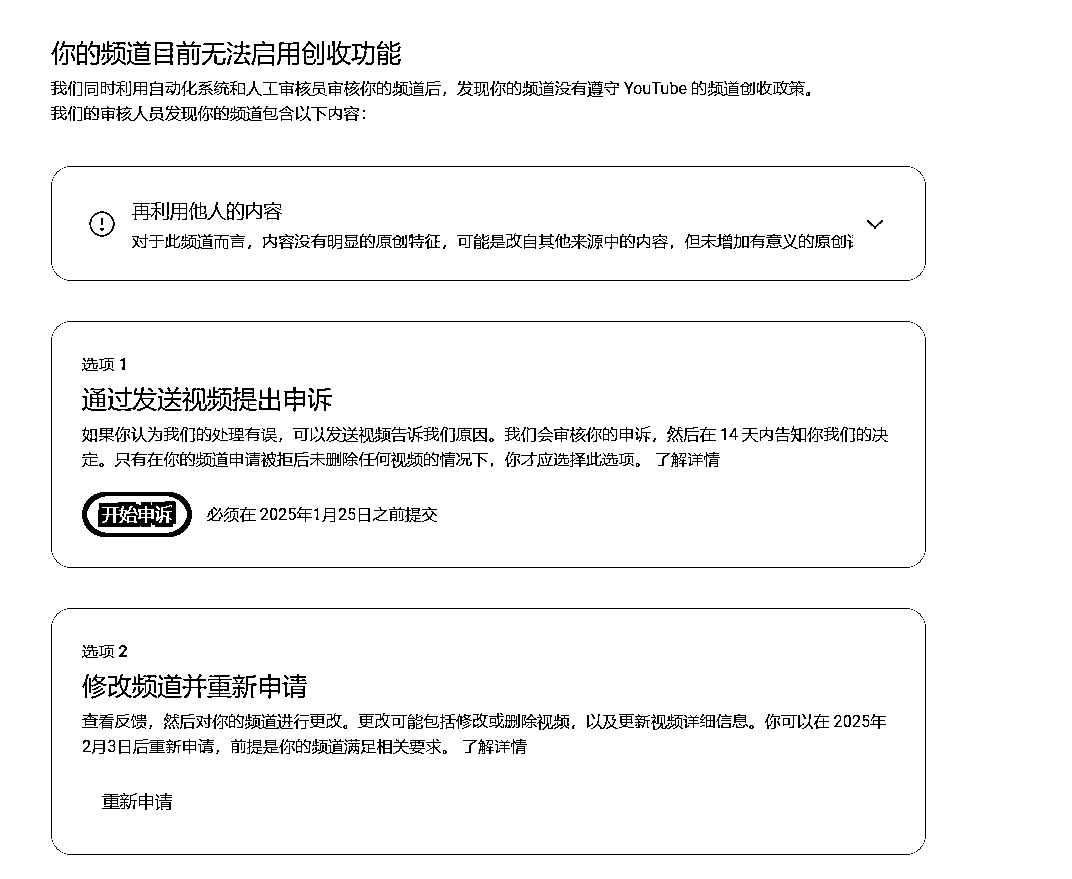 你的频道目前无法启用创收功能
我们同时利用自动化系统和人工审核员审核你的频道后，发现你的频道没有遵守 YouTube 的频道创收政策。
我们的审核人员发现你的频道包含以下内容：
再利用他人的内容
对于此频道而言，内容没有明显的原创特征，可能是改自其他来源中的内容，但未增加有意义的原创
选项 1
通过发送视频提出申诉
如果你认为我们的处理有误，可以发送视频告诉我们原因。我们会审核你的申诉，然后在 14 天内告知你我们的决
定。只有在你的频道申请被拒后未删除任何视频的情况下，你才应选择此选项。 了解详情
开始申诉 必须在 2025年1月25日之前提交
选项 2
修改频道并重新申请
查看反馈，然后对你的频道进行更改。更改可能包括修改或删除视频，以及更新视频详细信息。你可以在 2025年
2月3日后重新申请，前提是你的频道满足相关要求。 了解详情
重新申请